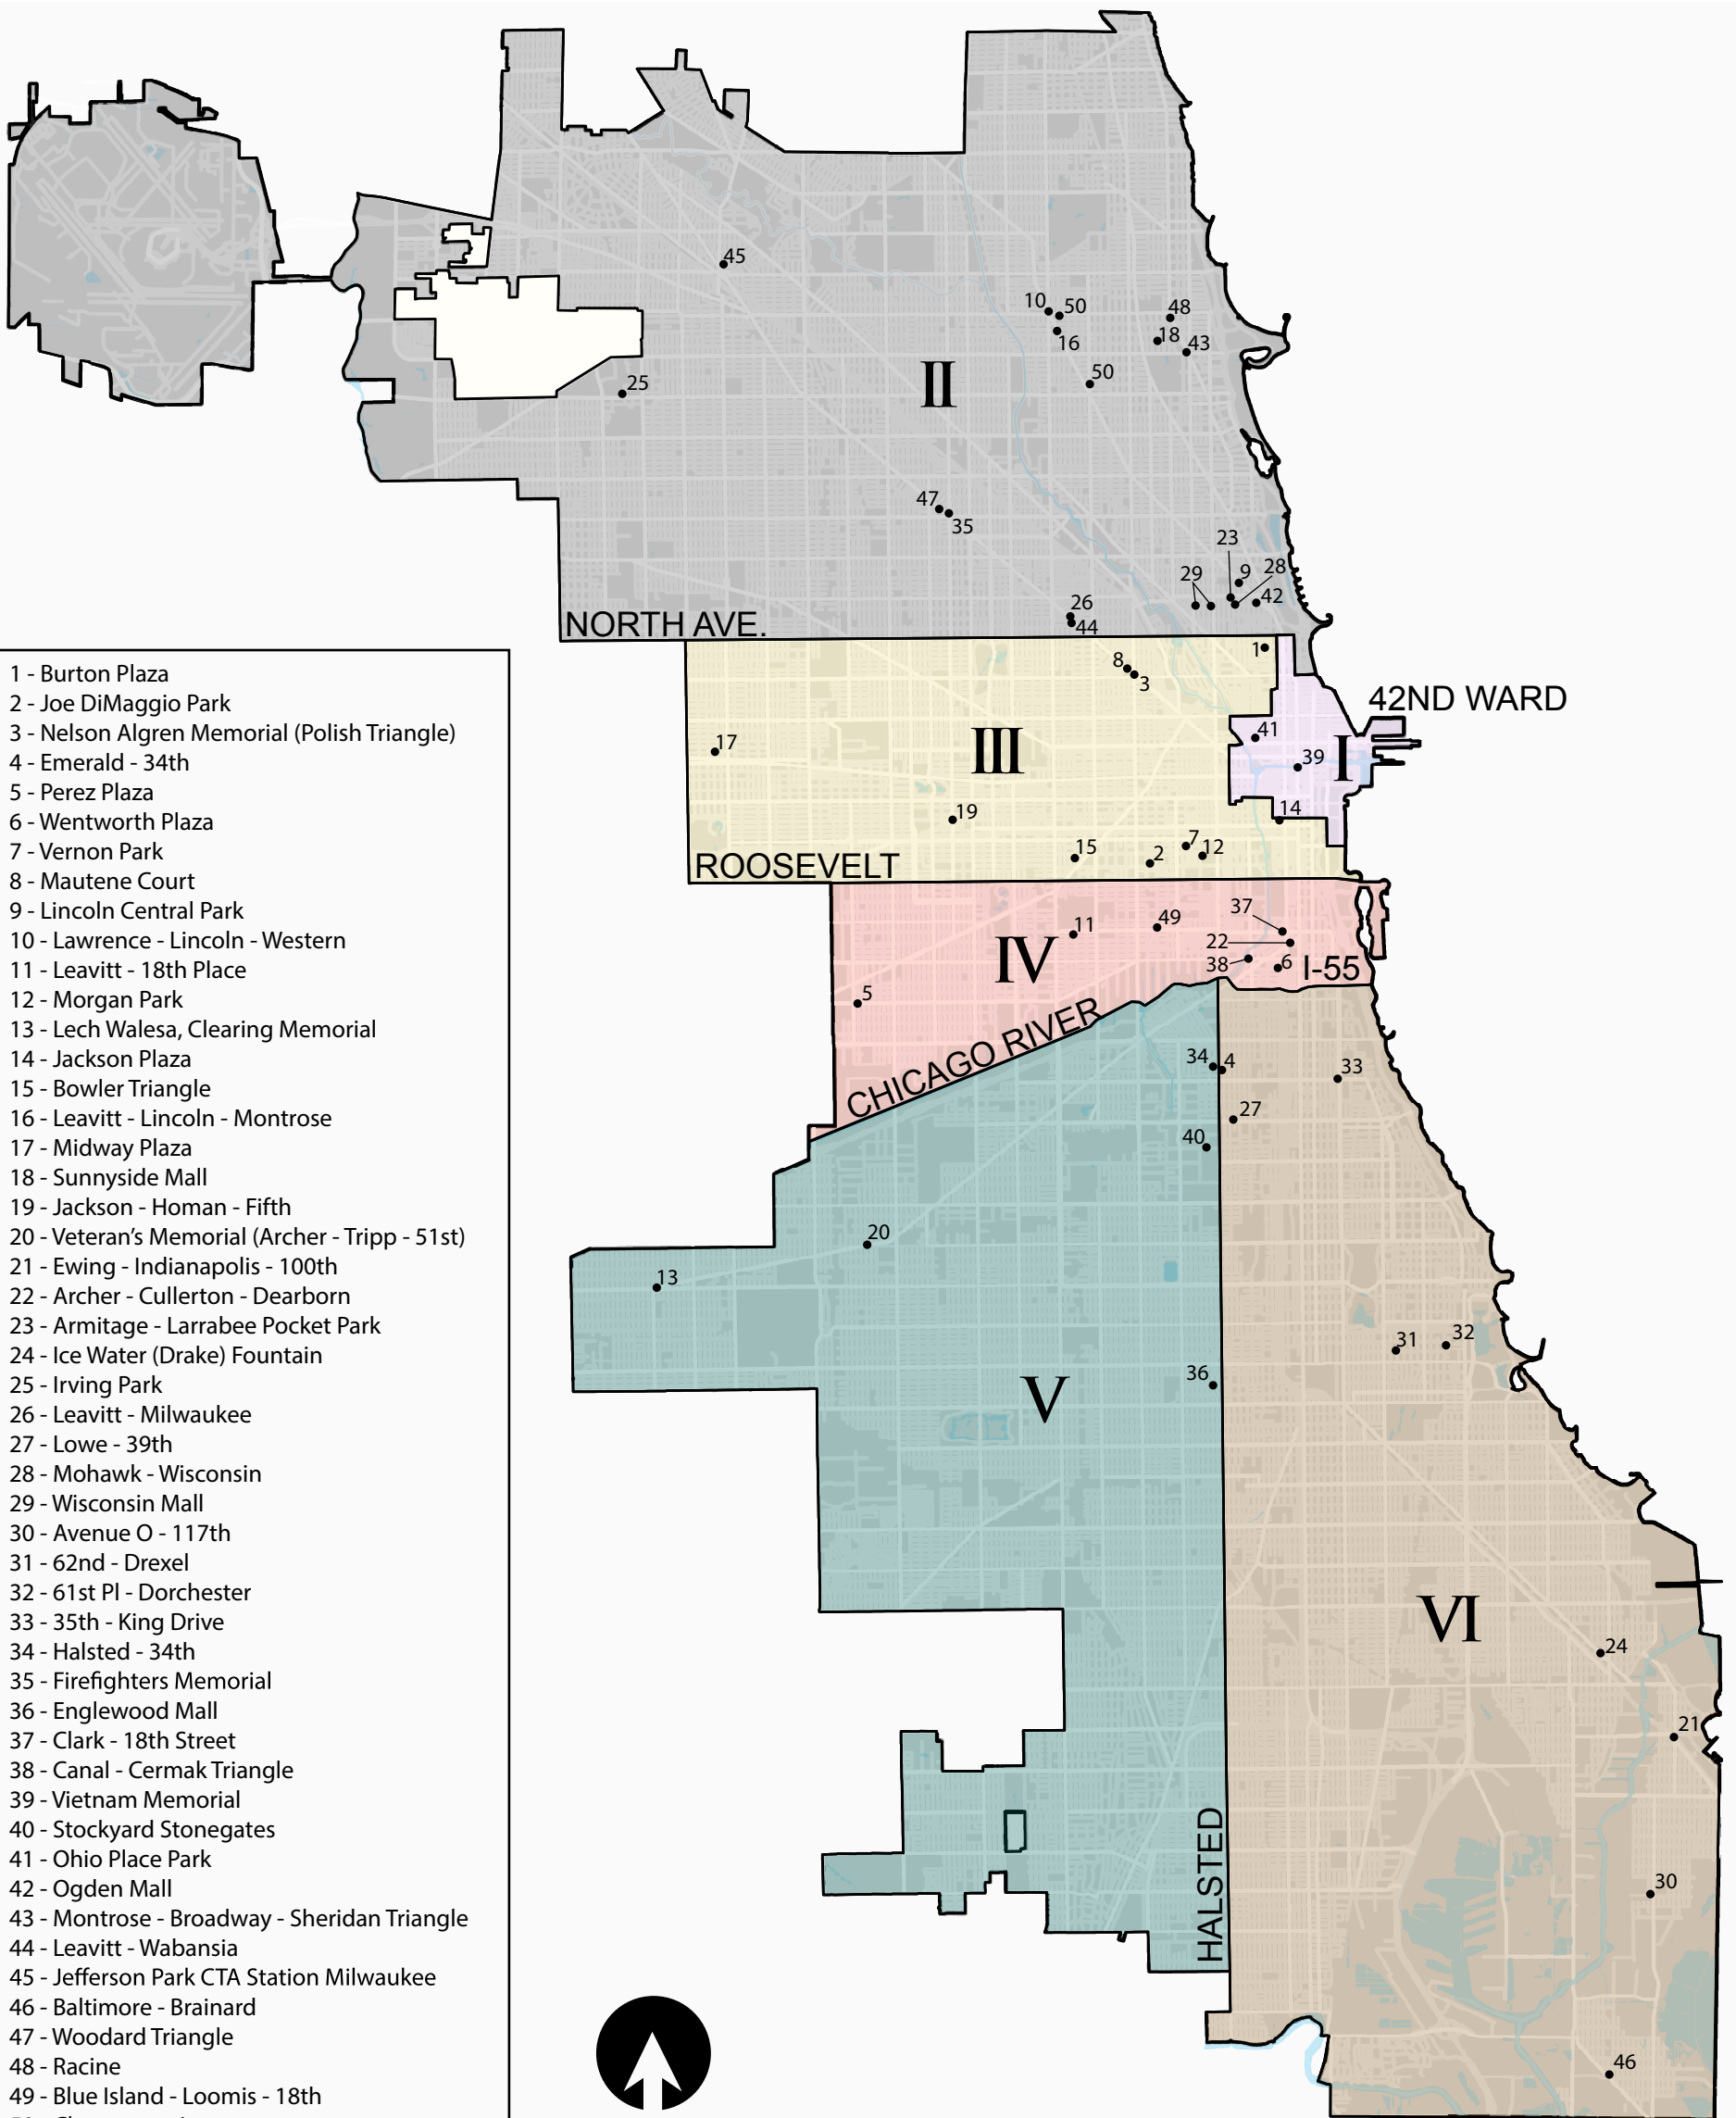 45
10
50
48
16
18
43
II
25
50
47
35
23
29
9
28
42
26
44
NORTH AVE.
1
8
3
42ND WARD
17
III
41
I
39
19
14
15
2
7
12
ROOSEVELT
11
49
37
22
IV
38
6
I-55
5
CHICAGO RIVER
34
4
33
27
40
20
13
31
32
36
V
VI
24
21
HALSTED
30
46
1 - Burton Plaza
2 - Joe DiMaggio Park
3 - Nelson Algren Memorial (Polish Triangle)
4 - Emerald - 34th
5 - Perez Plaza
6 - Wentworth Plaza
7 - Vernon Park
8 - Mautene Court
9 - Lincoln Central Park
10 - Lawrence - Lincoln - Western
11 - Leavitt - 18th Place
12 - Morgan Park
13 - Lech Walesa, Clearing Memorial
14 - Jackson Plaza
15 - Bowler Triangle
16 - Leavitt - Lincoln - Montrose
17 - Midway Plaza
18 - Sunnyside Mall
19 - Jackson - Homan - Fifth
20 - Veteran's Memorial (Archer - Tripp - 51st)
21 - Ewing - Indianapolis - 100th
22 - Archer - Cullerton - Dearborn
23 - Armitage - Larrabee Pocket Park
24 - Ice Water (Drake) Fountain
25 - Irving Park
26 - Leavitt - Milwaukee
27 - Lowe - 39th
28 - Mohawk - Wisconsin
29 - Wisconsin Mall
30 - Avenue O - 117th
31 - 62nd - Drexel
32 - 61st Pl - Dorchester
33 - 35th - King Drive
34 - Halsted - 34th
35 - Firefighters Memorial
36 - Englewood Mall
37 - Clark - 18th Street
38 - Canal - Cermak Triangle
39 - Vietnam Memorial
40 - Stockyard Stonegates
41 - Ohio Place Park
42 - Ogden Mall
43 - Montrose - Broadway - Sheridan Triangle
44 - Leavitt - Wabansia
45 - Jefferson Park CTA Station Milwaukee
46 - Baltimore - Brainard
47 - Woodard Triangle
48 - Racine
49 - Blue Island - Loomis - 18th